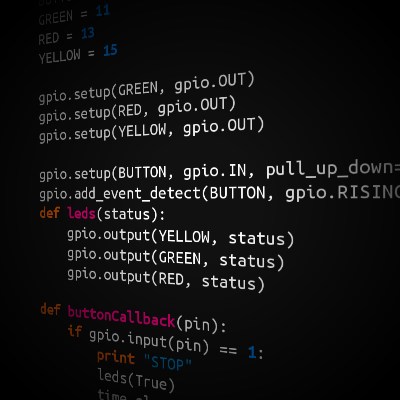 GREEN = 11
RED = 13
YELLOW = 15
gpio.setup(GREEN, gpio.OUT)
gpio.setup(RED, gpio.OUT)
gpio.setup(YELLOW, gpio.OUT)
gpio.setup(BUTTON, gpio.IN, pull_up_down=
gpio.add_event_detect(BUTTON, gpio.RISING
def leds(status):
gpio.output(YELLOW, status)
gpio.output(GREEN, status)
gpio.output(RED, status)
def buttonCallback(pin):
if gpio.input(pin) == 1:
print "STOP"
leds(True)